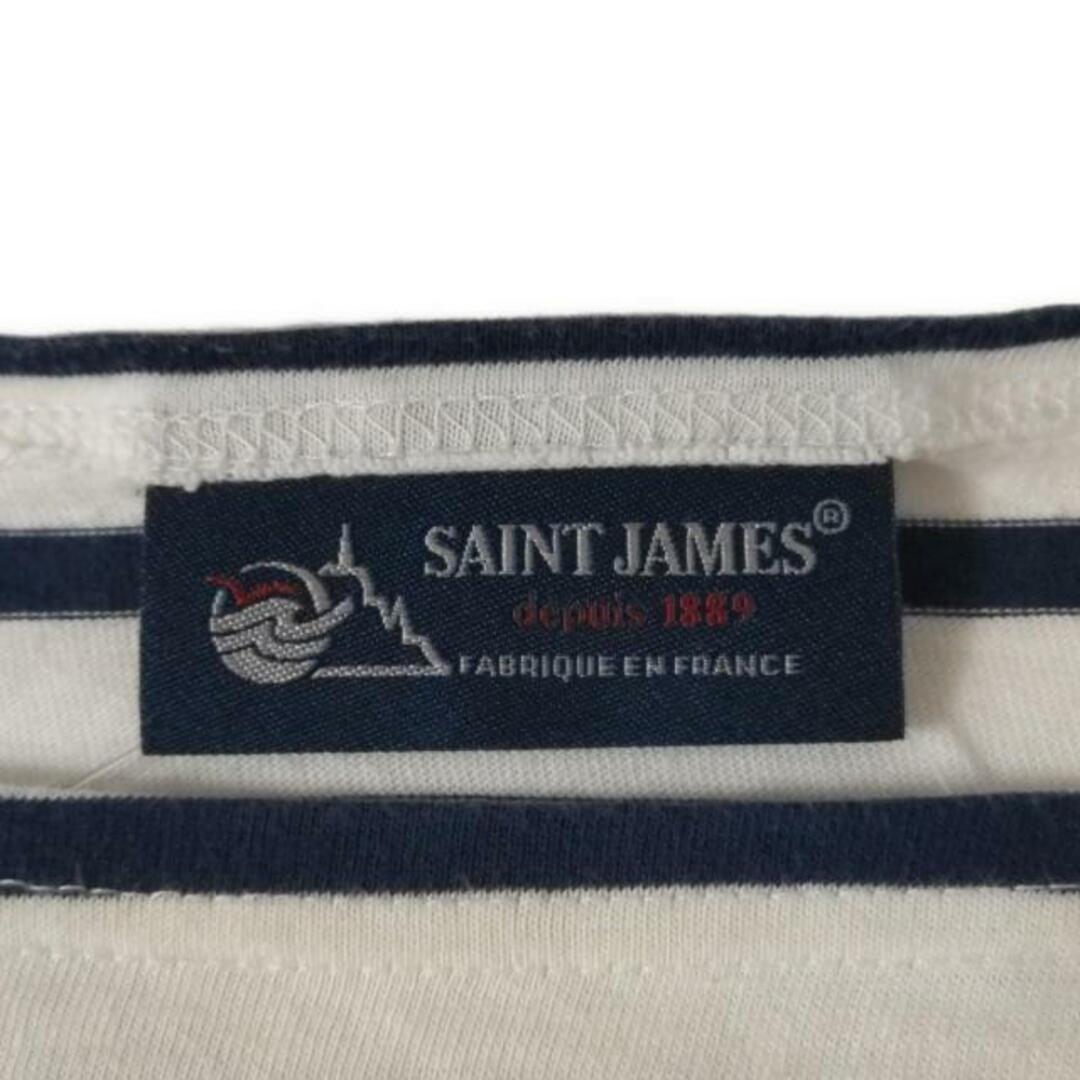 SAINT JAMES®
depuis 1889
FABRIQUE EN FRANCE